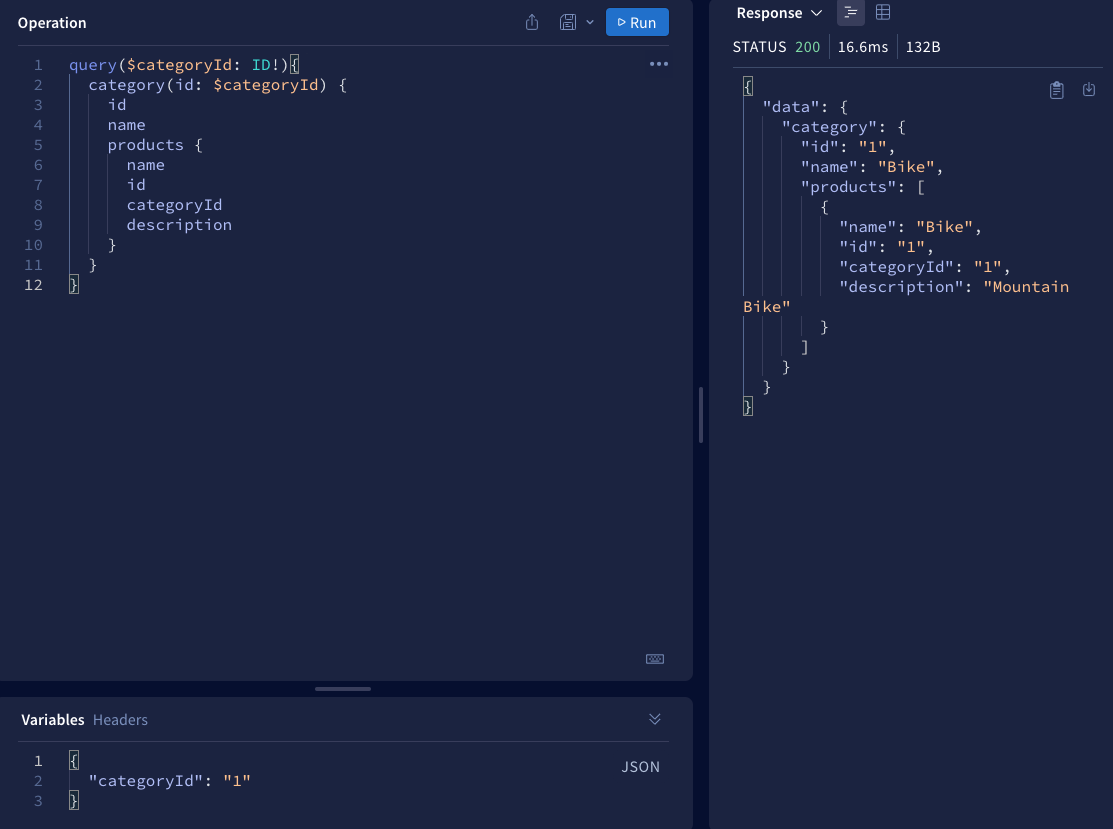 Operation
Run
1 query($categoryId: ID!){
2 category(id: $categoryId) {
3 id
4 name
5 products {
6 name
7 id
8 categoryId
9 description
10 }
11 }
12 }
Variables Headers
JSON
1 {
2 "categoryId": "1"
3 }
Response
STATUS 200 16.6ms 132B
{
"data": {
"category": {
"id": "1",
"name": "Bike",
"products": [
{
"name": "Bike",
"id": "1",
"categoryId": "1",
"description": "Mountain
Bike"
}
]
}
}
}